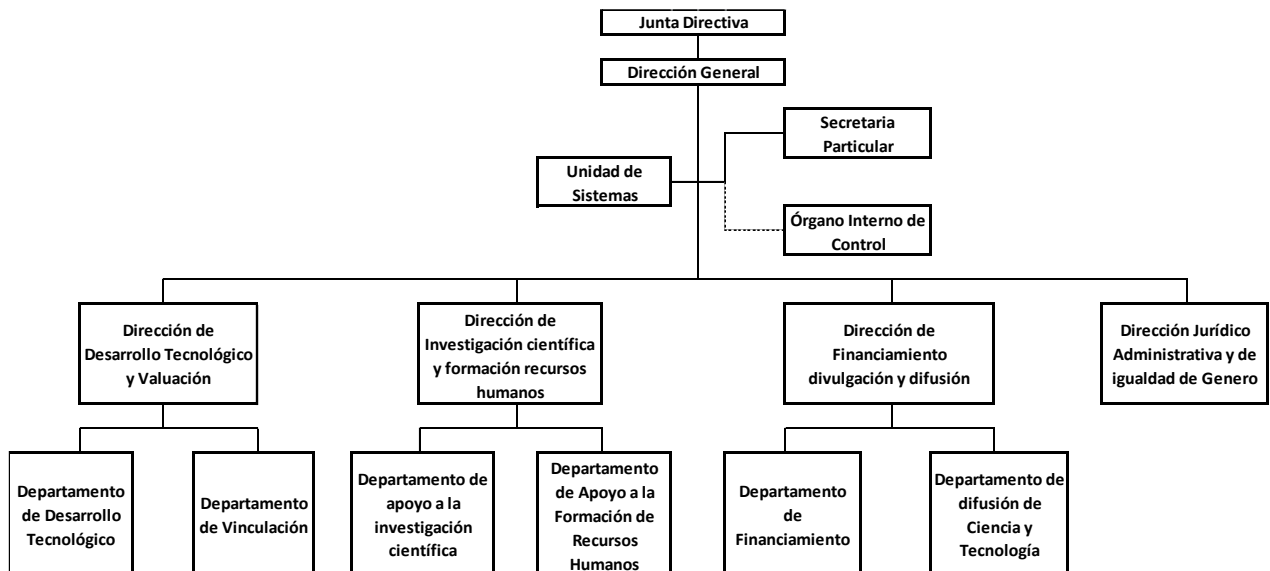 Junta Directiva
Dirección General
Secretaria
Particular
Unidad de
Sistemas
Órgano Interno de
Control
Dirección de
Desarrollo Tecnológico
y Valuación
Dirección de
Investigación científica
y formación recursos
humanos
Dirección de
Financiamiento
divulgación y difusión
Dirección Jurídico
Administrativa y de
igualdad de Genero
Departamento
de Desarrollo
Tecnológico
Departamento
de Vinculación
Departamento de
apoyo a la
investigación
científica
Departamento
de Apoyo a la
Formación de
Recursos
Humanos
Departamento
de
Financiamiento
Departamento de
difusión de
Ciencia y
Tecnología